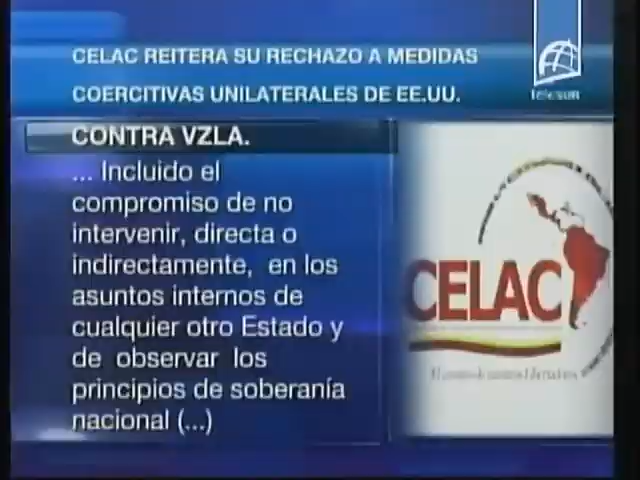 CELAC REITERA SU RECHAZO A MEDIDAS
COERCITIVAS UNILATERALES DE EE.UU.
CONTRA VZLA.
... Incluido el
compromiso de no
intervenir, directa o
indirectamente, en los
asuntos internos de
cualquier otro Estado y
de observar los
principios de soberanía
nacional (...)
teleSUR
CELAC